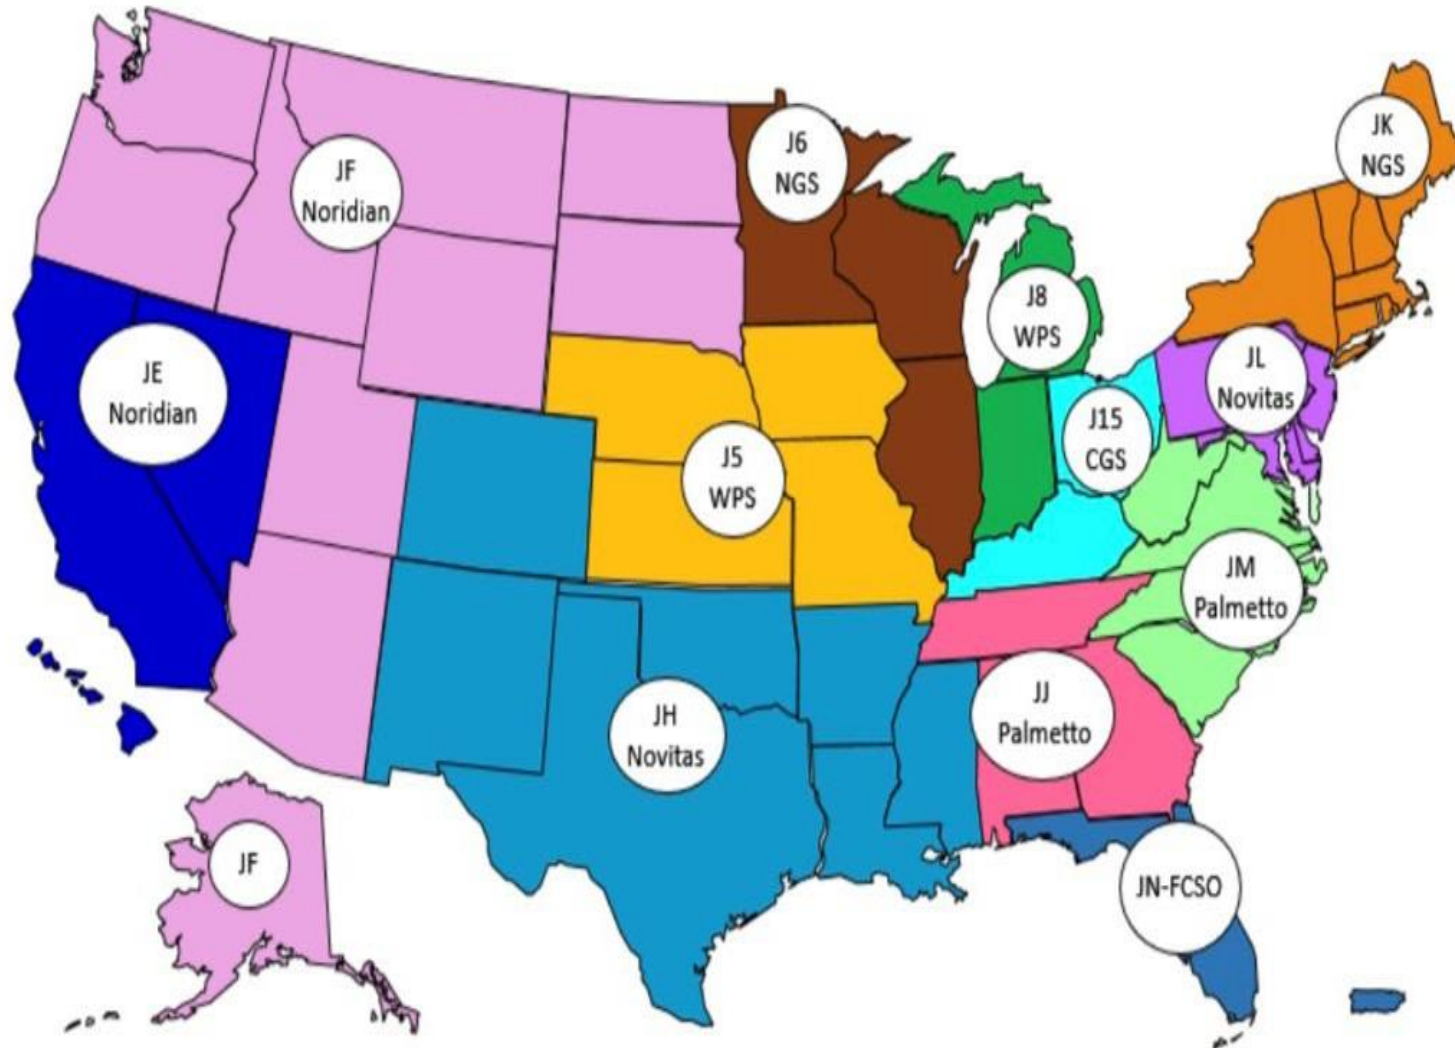 JF
Noridian
J6
NGS
JK
NGS
JE
Noridian
J8
WPS
JL
Novitas
J5
WPS
J15
CGS
JM
Palmetto
JH
Novitas
JJ
Palmetto
JF
JN-FCSO